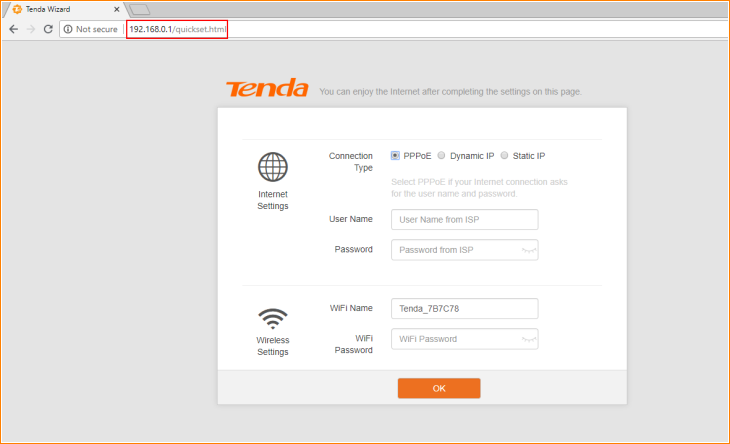 Tenda Wizard
Not secure
192.168.0.1/quickset.html
Tenda
You can enjoy the Internet after completing the settings on this page.
Internet
Settings
Connection
Type
PPPoE
Dynamic IP
Static IP
Select PPPoE if your Internet connection asks
for the user name and password.
User Name
User Name from ISP
Password
Password from ISP
Wireless
Settings
WiFi Name
Tenda_7B7C78
WiFi
Password
WiFi Password
OK